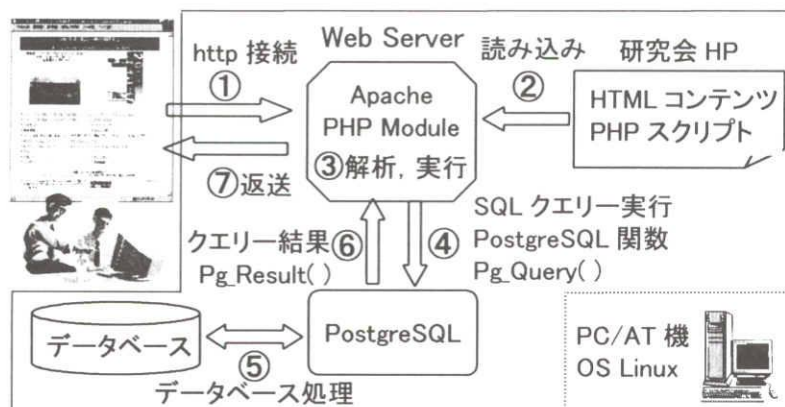 Web Server
http 接続
①
読み込み
②
研究会 HP
HTML コンテンツ
PHP スクリプト
Apache
PHP Module
③解析, 実行
⑦返送
クエリー結果⑥
Pg_Result( )
④
SQL クエリー実行
PostgreSQL 関数
Pg_Query( )
データベース
⑤
データベース処理
PostgreSQL
PC/AT 機
OS Linux